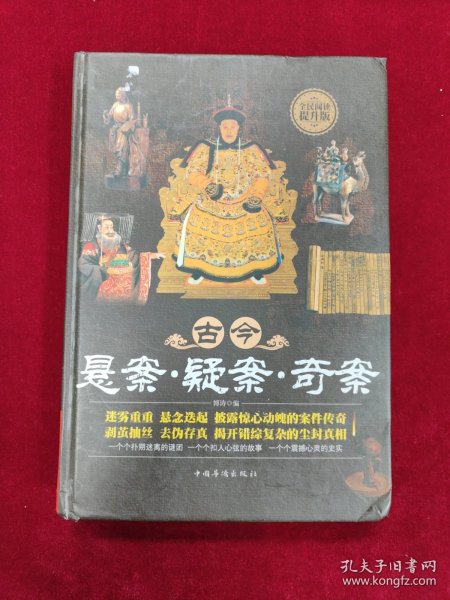 全民阅读
提升版
古今
悬案·疑案·奇案
傅涛◎编
迷雾重重 悬念迭起 披露惊心动魄的案件传奇
剥茧抽丝 去伪存真 揭开错综复杂的尘封真相
一个个扑朔迷离的谜团 一个个扣人心弦的故事 一个个震撼心灵的史实
中国华侨出版社
孔夫子旧书网
www.kongfz.com